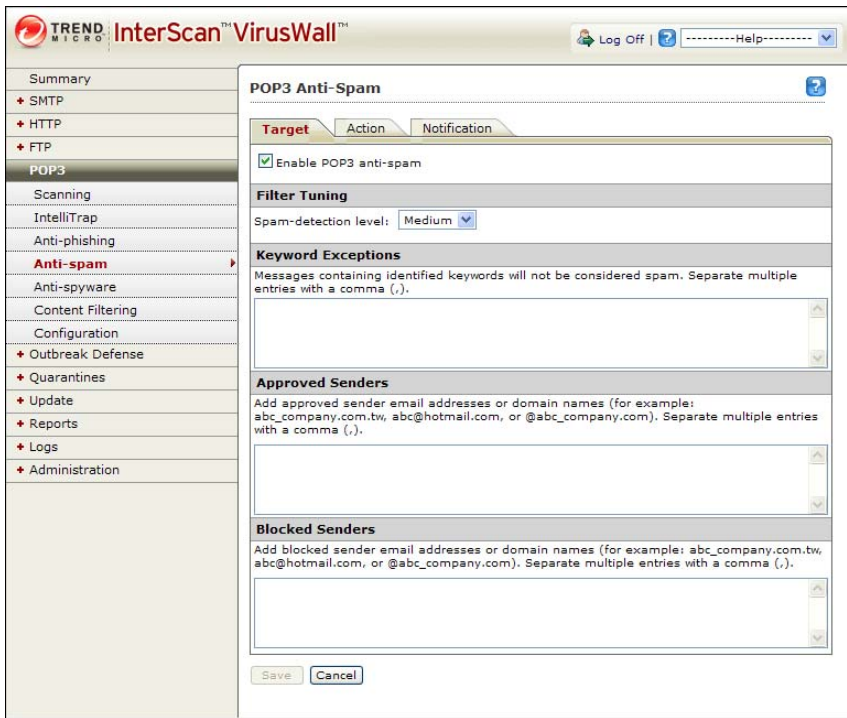 TREND MICRO InterScan™ VirusWall™
Log Off | ? ---------Help---------
Summary
+ SMTP
+ HTTP
+ FTP
POP3
Scanning
IntelliTrap
Anti-phishing
Anti-spam
Anti-spyware
Content Filtering
Configuration
+ Outbreak Defense
+ Quarantines
+ Update
+ Reports
+ Logs
+ Administration
POP3 Anti-Spam ?
Target Action Notification
Enable POP3 anti-spam
Filter Tuning
Spam-detection level: Medium
Keyword Exceptions
Messages containing identified keywords will not be considered spam. Separate multiple
entries with a comma (,).
Approved Senders
Add approved sender email addresses or domain names (for example:
abc_company.com.tw, abc@hotmail.com, or @abc_company.com). Separate multiple entries
with a comma (,).
Blocked Senders
Add blocked sender email addresses or domain names (for example: abc_company.com.tw,
abc@hotmail.com, or @abc_company.com). Separate multiple entries with a comma (,).
Save Cancel